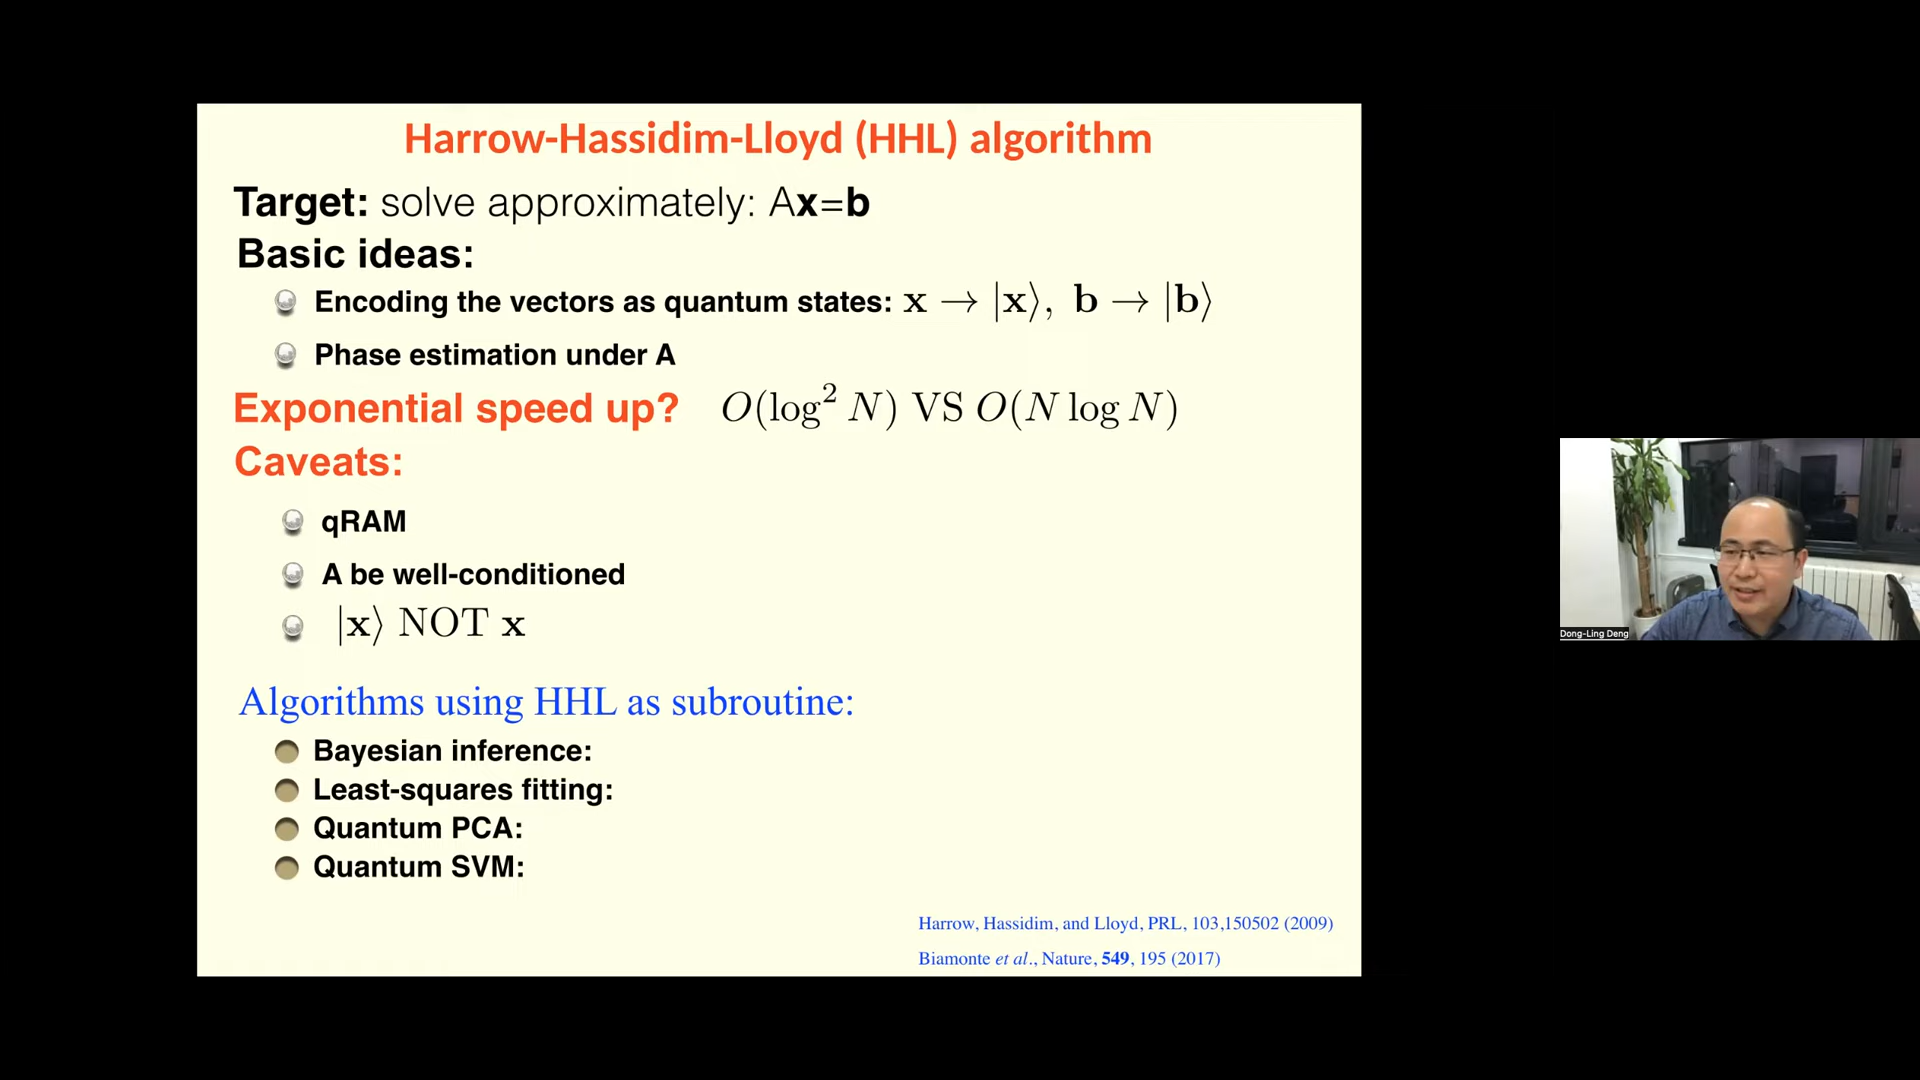 Harrow-Hassidim-Lloyd (HHL) algorithm
Target: solve approximately: Ax=b
Basic ideas:
Encoding the vectors as quantum states: x → |x⟩, b → |b⟩
Phase estimation under A
Exponential speed up? O(log² N) VS O(N log N)
Caveats:
qRAM
A be well-conditioned
|x⟩ NOT x
Algorithms using HHL as subroutine:
Bayesian inference:
Least-squares fitting:
Quantum PCA:
Quantum SVM:
Harrow, Hassidim, and Lloyd, PRL, 103,150502 (2009)
Biamonte et al., Nature, 549, 195 (2017)
Dong-Ling Deng